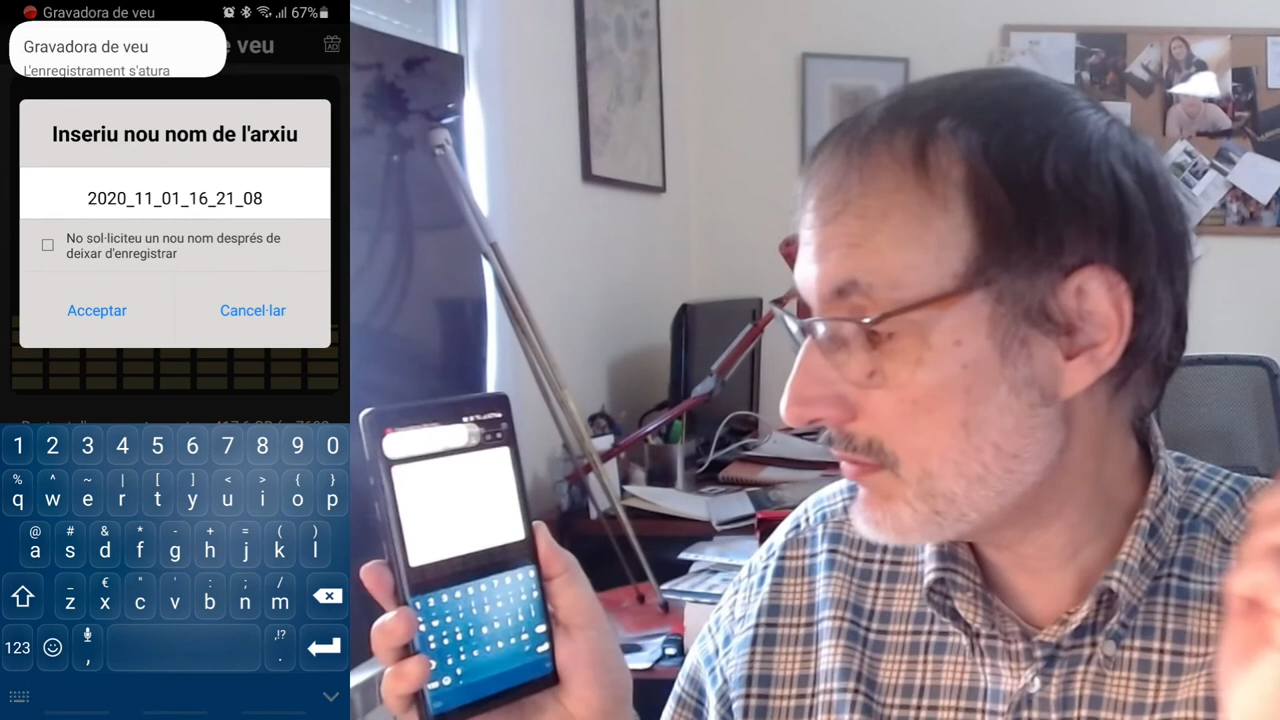 Gravadora de veu
67%
Gravadora de veu
L'enregistrament s'atura
e veu
AD
Inseriu nou nom de l'arxiu
2020_11_01_16_21_08
No sol·liciteu un nou nom després de
deixar d'enregistrar
Acceptar Cancel·lar
1 2 3 4 5 6 7 8 9 0
% ^ ~ | [ ] < > { }
q w e r t y u i o p
@ # & * - + = ( )
a s d f g h j k l
_ € " ' : ; /
z x c v b n m
123 , ,!? .